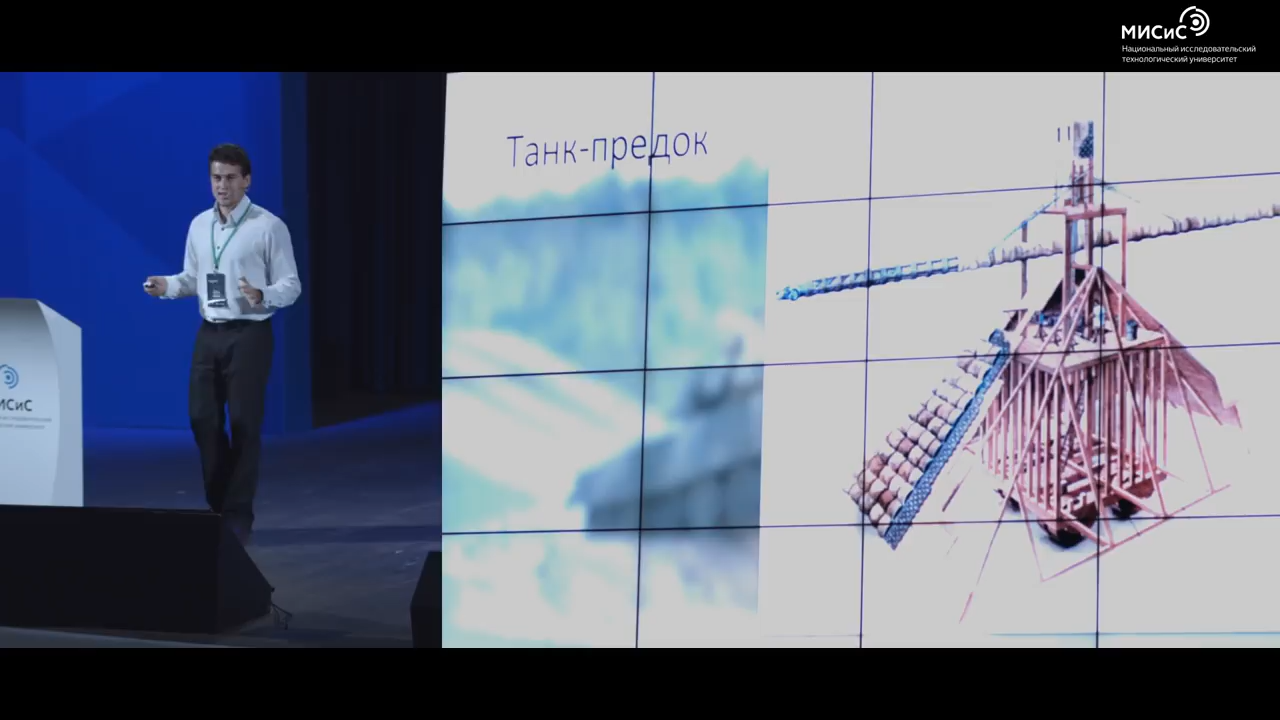 МИСиС
Национальный исследовательский
технологический университет
Танк-предок
МИСиС